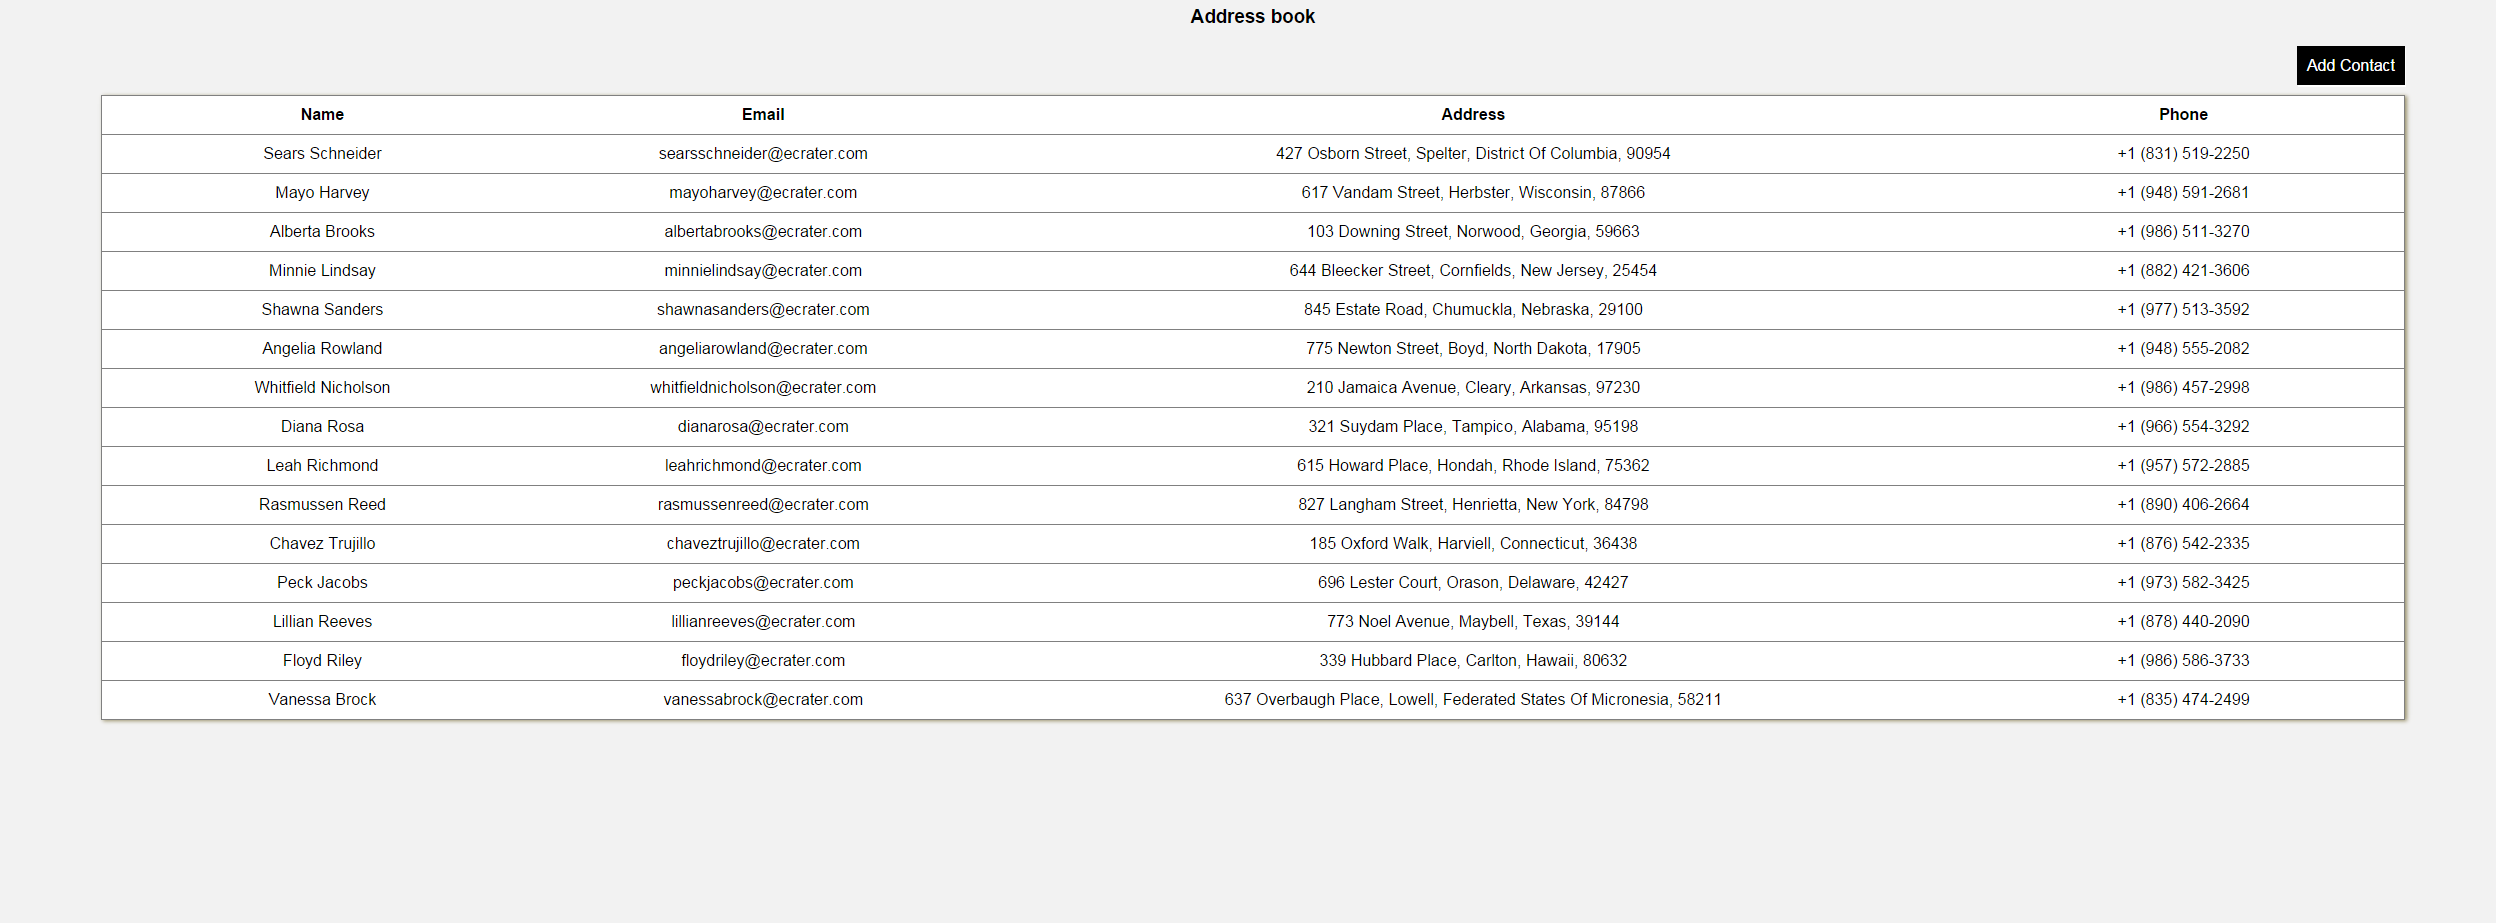 Address book
Add Contact
Name Email Address Phone
Sears Schneider searsschneider@ecrater.com 427 Osborn Street, Spelter, District Of Columbia, 90954 +1 (831) 519-2250
Mayo Harvey mayoharvey@ecrater.com 617 Vandam Street, Herbster, Wisconsin, 87866 +1 (948) 591-2681
Alberta Brooks albertabrooks@ecrater.com 103 Downing Street, Norwood, Georgia, 59663 +1 (986) 511-3270
Minnie Lindsay minnielindsay@ecrater.com 644 Bleecker Street, Cornfields, New Jersey, 25454 +1 (882) 421-3606
Shawna Sanders shawnasanders@ecrater.com 845 Estate Road, Chumuckla, Nebraska, 29100 +1 (977) 513-3592
Angelia Rowland angeliarowland@ecrater.com 775 Newton Street, Boyd, North Dakota, 17905 +1 (948) 555-2082
Whitfield Nicholson whitfieldnicholson@ecrater.com 210 Jamaica Avenue, Cleary, Arkansas, 97230 +1 (986) 457-2998
Diana Rosa dianarosa@ecrater.com 321 Suydam Place, Tampico, Alabama, 95198 +1 (966) 554-3292
Leah Richmond leahrichmond@ecrater.com 615 Howard Place, Hondah, Rhode Island, 75362 +1 (957) 572-2885
Rasmussen Reed rasmussenreed@ecrater.com 827 Langham Street, Henrietta, New York, 84798 +1 (890) 406-2664
Chavez Trujillo chaveztrujillo@ecrater.com 185 Oxford Walk, Harviell, Connecticut, 36438 +1 (876) 542-2335
Peck Jacobs peckjacobs@ecrater.com 696 Lester Court, Orason, Delaware, 42427 +1 (973) 582-3425
Lillian Reeves lillianreeves@ecrater.com 773 Noel Avenue, Maybell, Texas, 39144 +1 (878) 440-2090
Floyd Riley floydriley@ecrater.com 339 Hubbard Place, Carlton, Hawaii, 80632 +1 (986) 586-3733
Vanessa Brock vanessabrock@ecrater.com 637 Overbaugh Place, Lowell, Federated States Of Micronesia, 58211 +1 (835) 474-2499